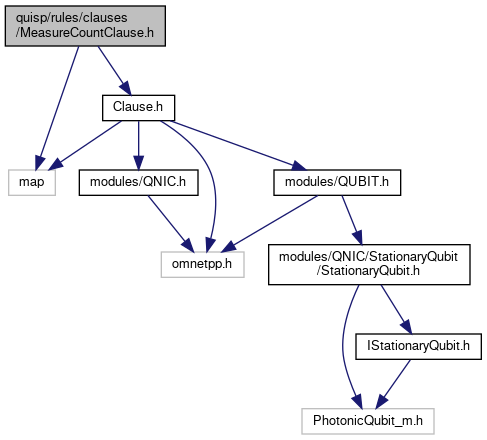 quisp/rules/clauses
/MeasureCountClause.h
Clause.h
map
modules/QNIC.h
modules/QUBIT.h
omnetpp.h
modules/QNIC/StationaryQubit
/StationaryQubit.h
IStationaryQubit.h
PhotonicQubit_m.h